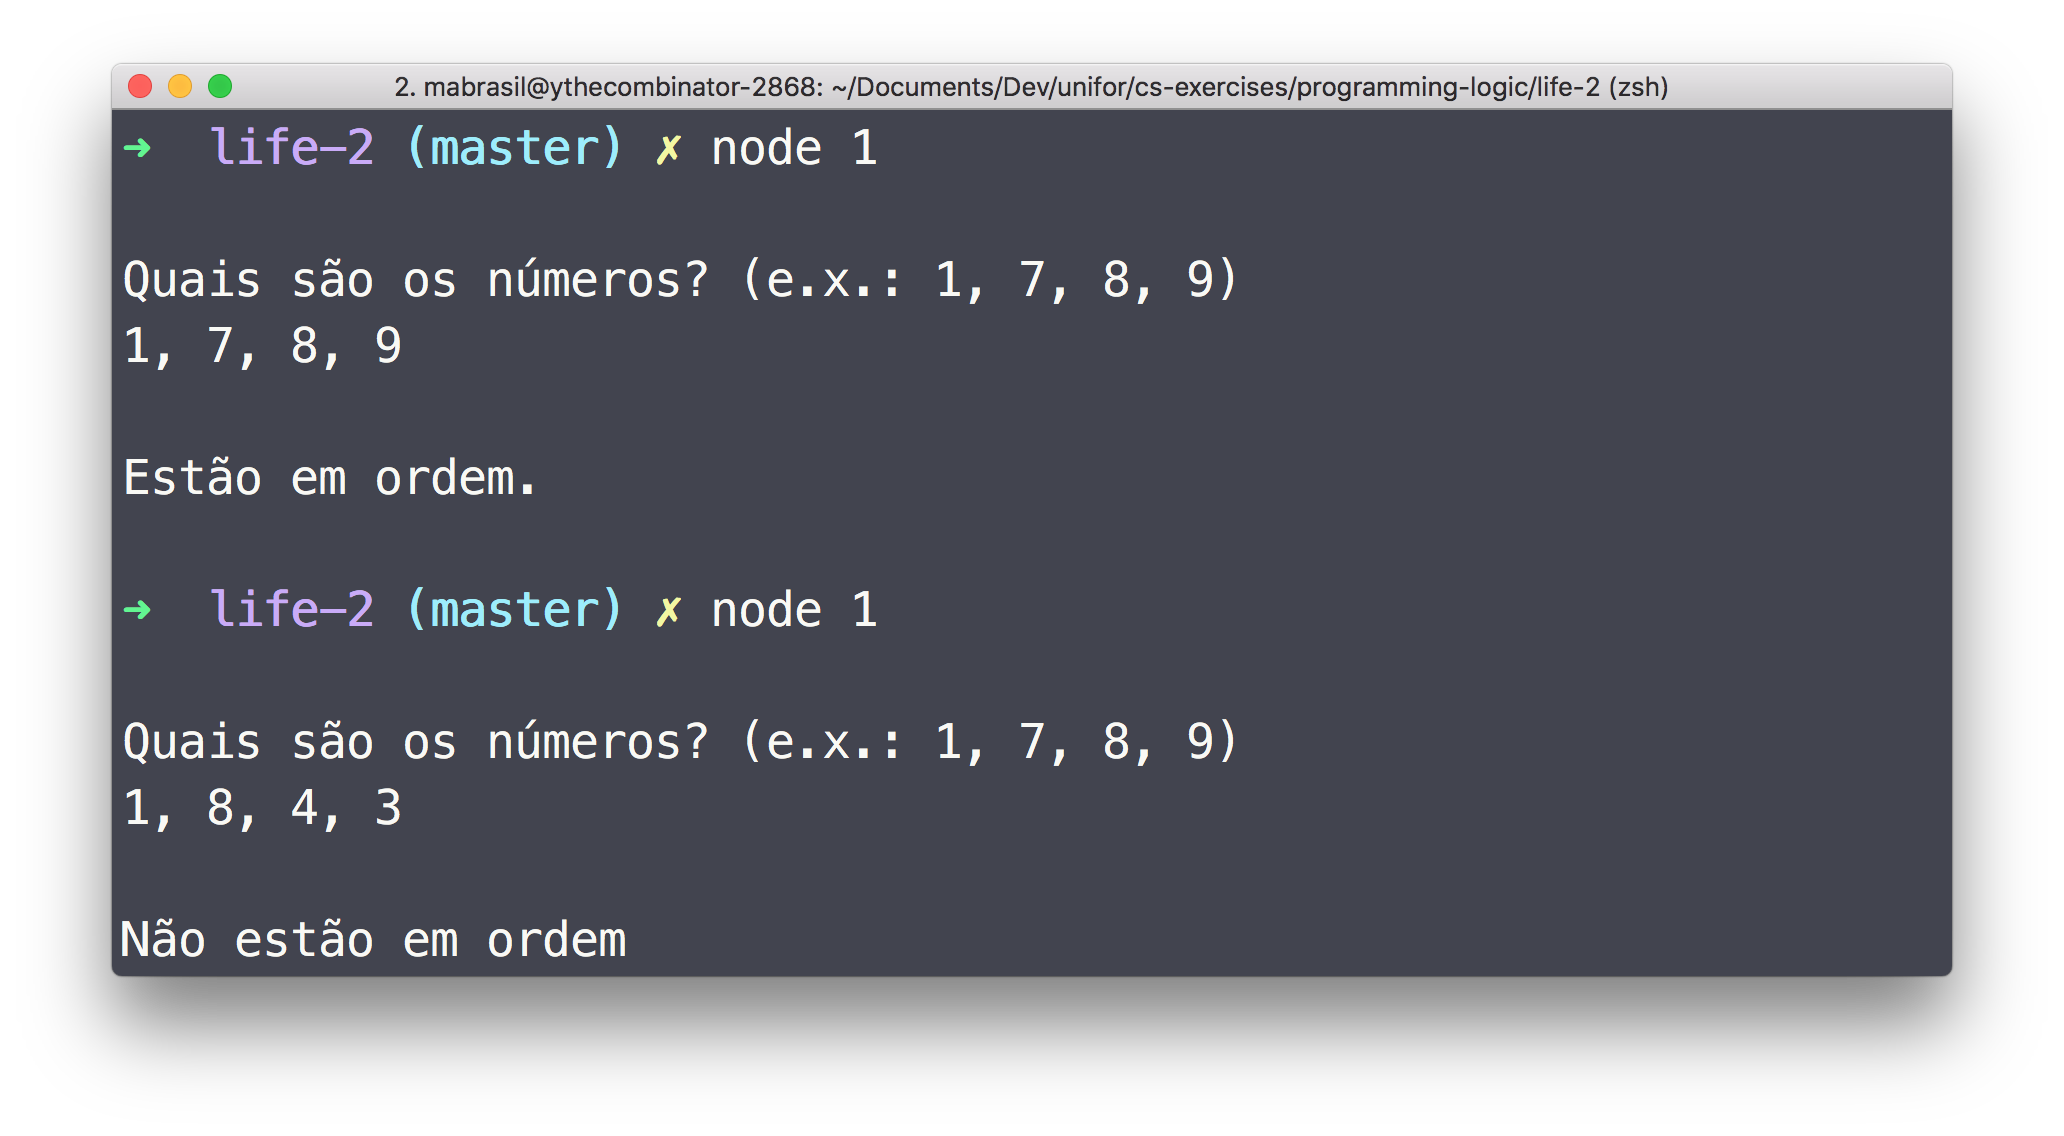 2. mabrasil@ythecombinator-2868: ~/Documents/Dev/unifor/cs-exercises/programming-logic/life-2 (zsh)
➜ life-2 (master) ✗ node 1
Quais são os números? (e.x.: 1, 7, 8, 9)
1, 7, 8, 9
Estão em ordem.
➜ life-2 (master) ✗ node 1
Quais são os números? (e.x.: 1, 7, 8, 9)
1, 8, 4, 3
Não estão em ordem